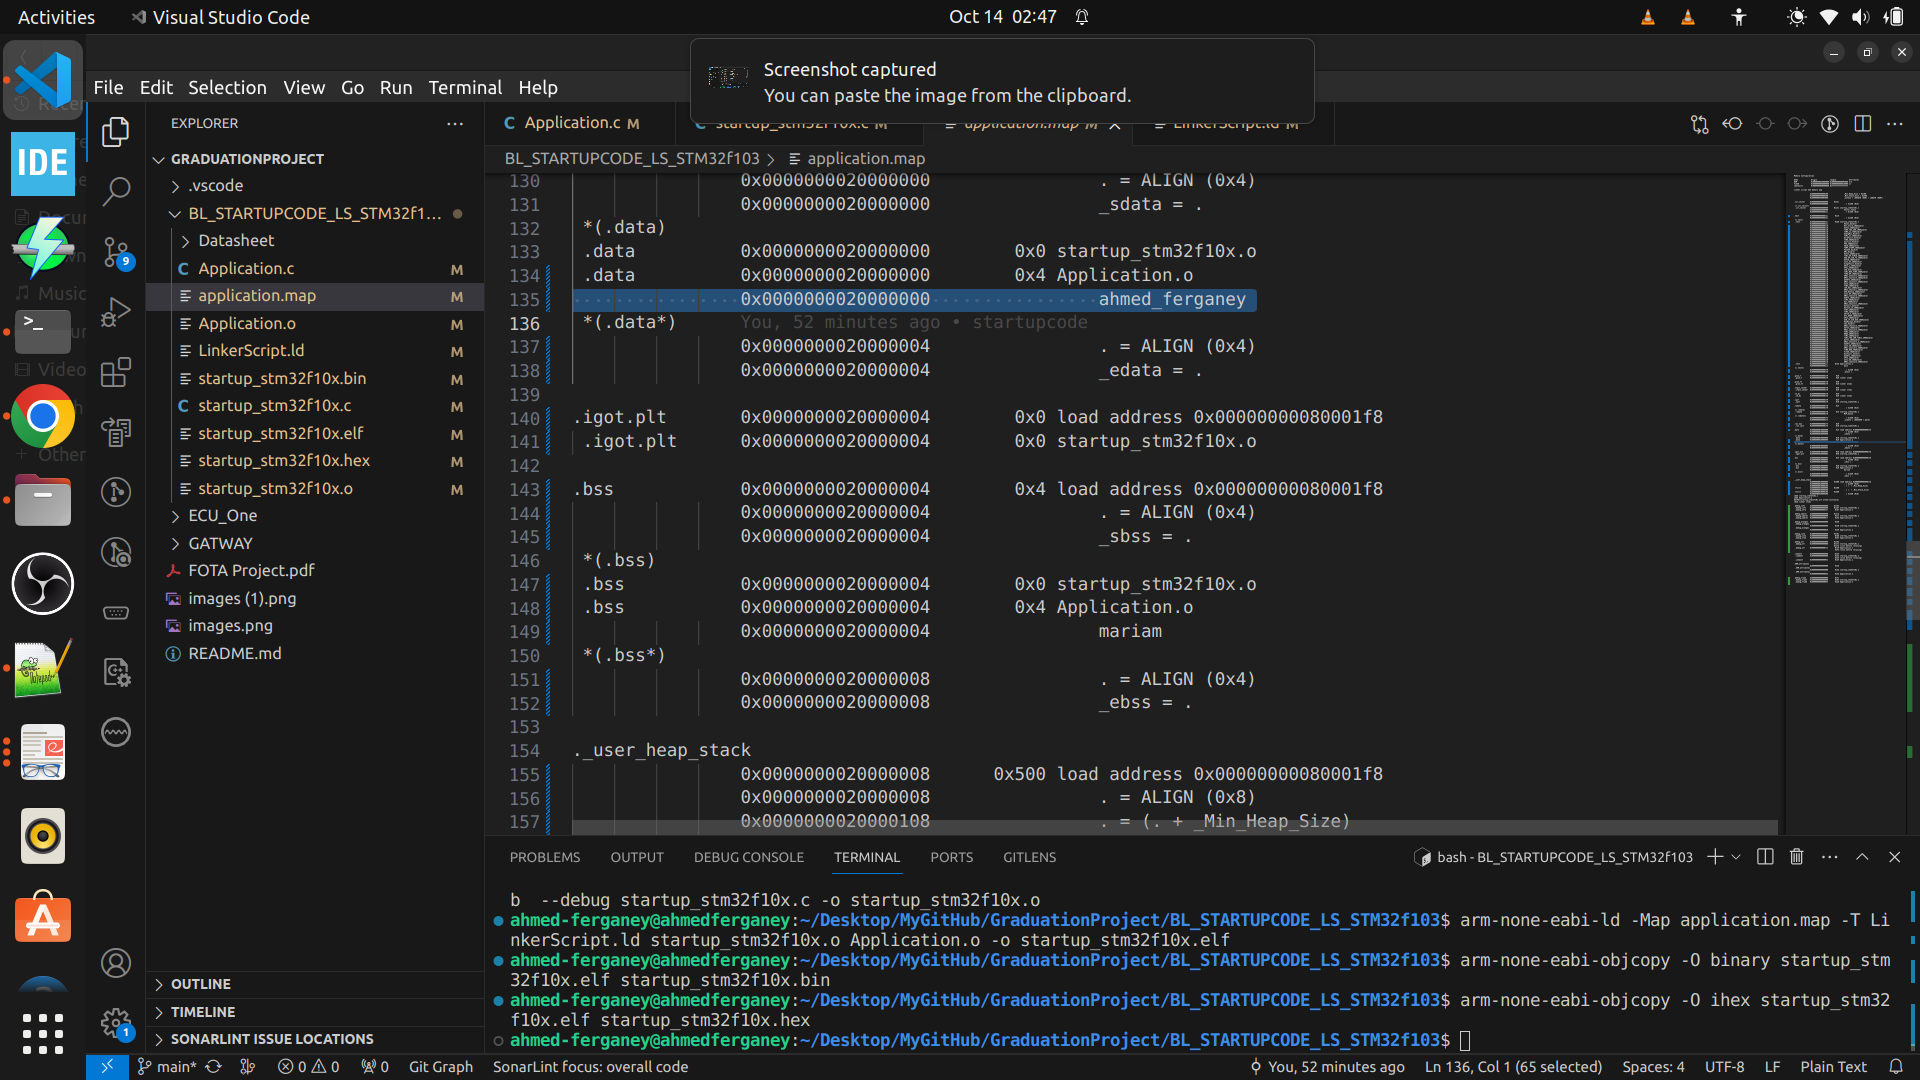 Activities
Visual Studio Code
Oct 14 02:47
Screenshot captured
You can paste the image from the clipboard.
File Edit Selection View Go Run Terminal Help
EXPLORER
Application.c M
startup_stm32f10x.c M
application.map M
LinkerScript.ld M
BL_STARTUPCODE_LS_STM32f103 > application.map
GRADUATIONPROJECT
.vscode
BL_STARTUPCODE_LS_STM32f1...
Datasheet
Application.c M
application.map M
Application.o M
LinkerScript.ld M
startup_stm32f10x.bin M
startup_stm32f10x.c M
startup_stm32f10x.elf M
startup_stm32f10x.hex M
startup_stm32f10x.o M
ECU_One
GATWAY
FOTA Project.pdf
images (1).png
images.png
README.md
OUTLINE
TIMELINE
SONARLINT ISSUE LOCATIONS
IDE
Music
Video
Other
9
1
130 0x0000000020000000 . = ALIGN (0x4)
131 0x0000000020000000 _sdata = .
132 *(.data)
133 .data 0x0000000020000000 0x0 startup_stm32f10x.o
134 .data 0x0000000020000000 0x4 Application.o
135 0x0000000020000000 ahmed_ferganey
136 *(.data*) You, 52 minutes ago • startupcode
137 0x0000000020000004 . = ALIGN (0x4)
138 0x0000000020000004 _edata = .
139
140 .igot.plt 0x0000000020000004 0x0 load address 0x00000000080001f8
141 .igot.plt 0x0000000020000004 0x0 startup_stm32f10x.o
142
143 .bss 0x0000000020000004 0x4 load address 0x00000000080001f8
144 0x0000000020000004 . = ALIGN (0x4)
145 0x0000000020000004 _sbss = .
146 *(.bss)
147 .bss 0x0000000020000004 0x0 startup_stm32f10x.o
148 .bss 0x0000000020000004 0x4 Application.o
149 0x0000000020000004 mariam
150 *(.bss*)
151 0x0000000020000008 . = ALIGN (0x4)
152 0x0000000020000008 _ebss = .
153
154 ._user_heap_stack
155 0x0000000020000008 0x500 load address 0x00000000080001f8
156 0x0000000020000008 . = ALIGN (0x8)
157 0x0000000020000108 . = (. + _Min_Heap_Size)
PROBLEMS OUTPUT DEBUG CONSOLE TERMINAL PORTS GITLENS
bash - BL_STARTUPCODE_LS_STM32f103
b --debug startup_stm32f10x.c -o startup_stm32f10x.o
ahmed-ferganey@ahmedferganey:~/Desktop/MyGitHub/GraduationProject/BL_STARTUPCODE_LS_STM32f103$ arm-none-eabi-ld -Map application.map -T Li
nkerScript.ld startup_stm32f10x.o Application.o -o startup_stm32f10x.elf
ahmed-ferganey@ahmedferganey:~/Desktop/MyGitHub/GraduationProject/BL_STARTUPCODE_LS_STM32f103$ arm-none-eabi-objcopy -O binary startup_stm
32f10x.elf startup_stm32f10x.bin
ahmed-ferganey@ahmedferganey:~/Desktop/MyGitHub/GraduationProject/BL_STARTUPCODE_LS_STM32f103$ arm-none-eabi-objcopy -O ihex startup_stm32
f10x.elf startup_stm32f10x.hex
ahmed-ferganey@ahmedferganey:~/Desktop/MyGitHub/GraduationProject/BL_STARTUPCODE_LS_STM32f103$
main* 0 0 0 Git Graph SonarLint focus: overall code
You, 52 minutes ago Ln 136, Col 1 (65 selected) Spaces: 4 UTF-8 LF Plain Text